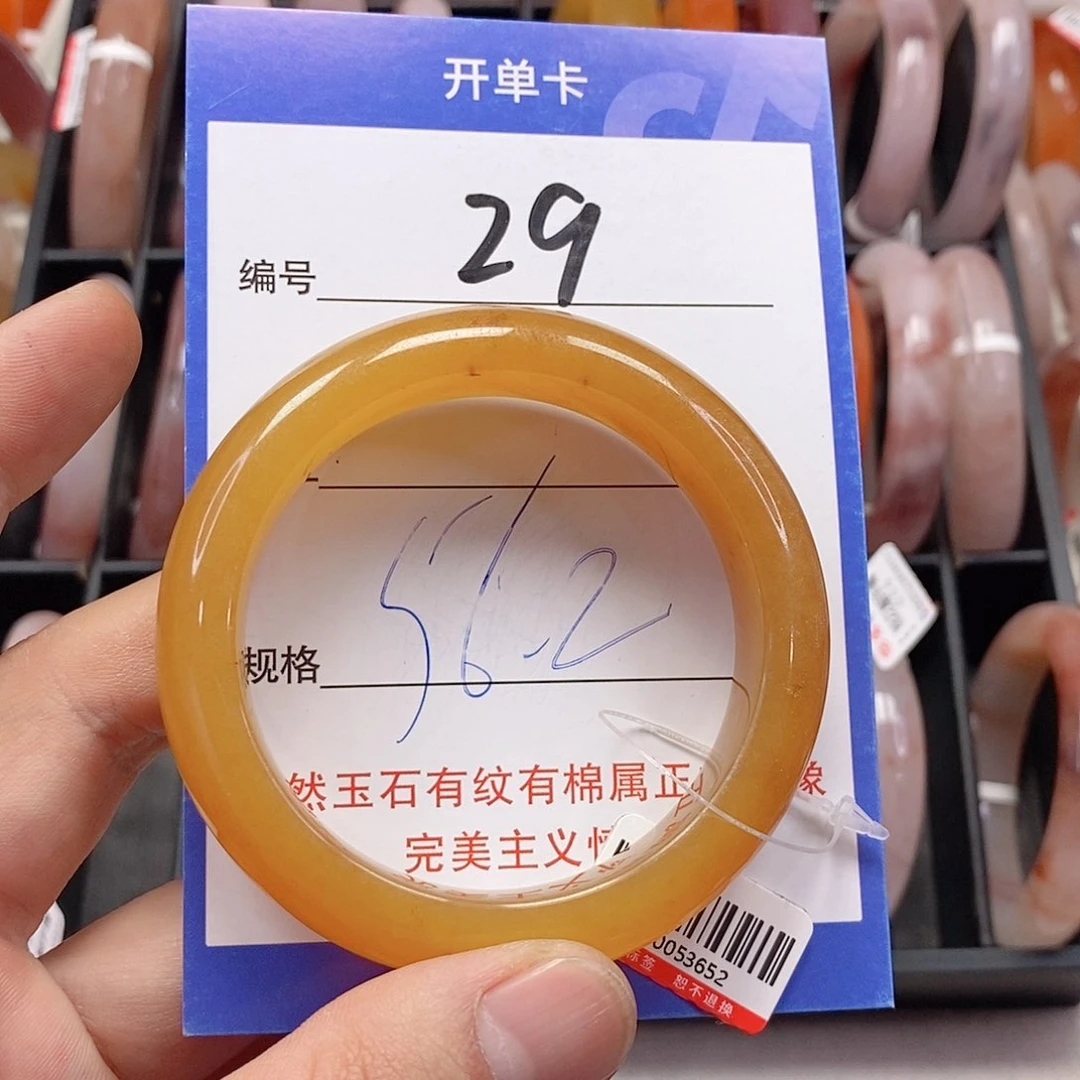 开单卡
编号 29
规格 56.2
然玉石有纹有棉属正 象
完美主义
0053652
标签
恕不退换